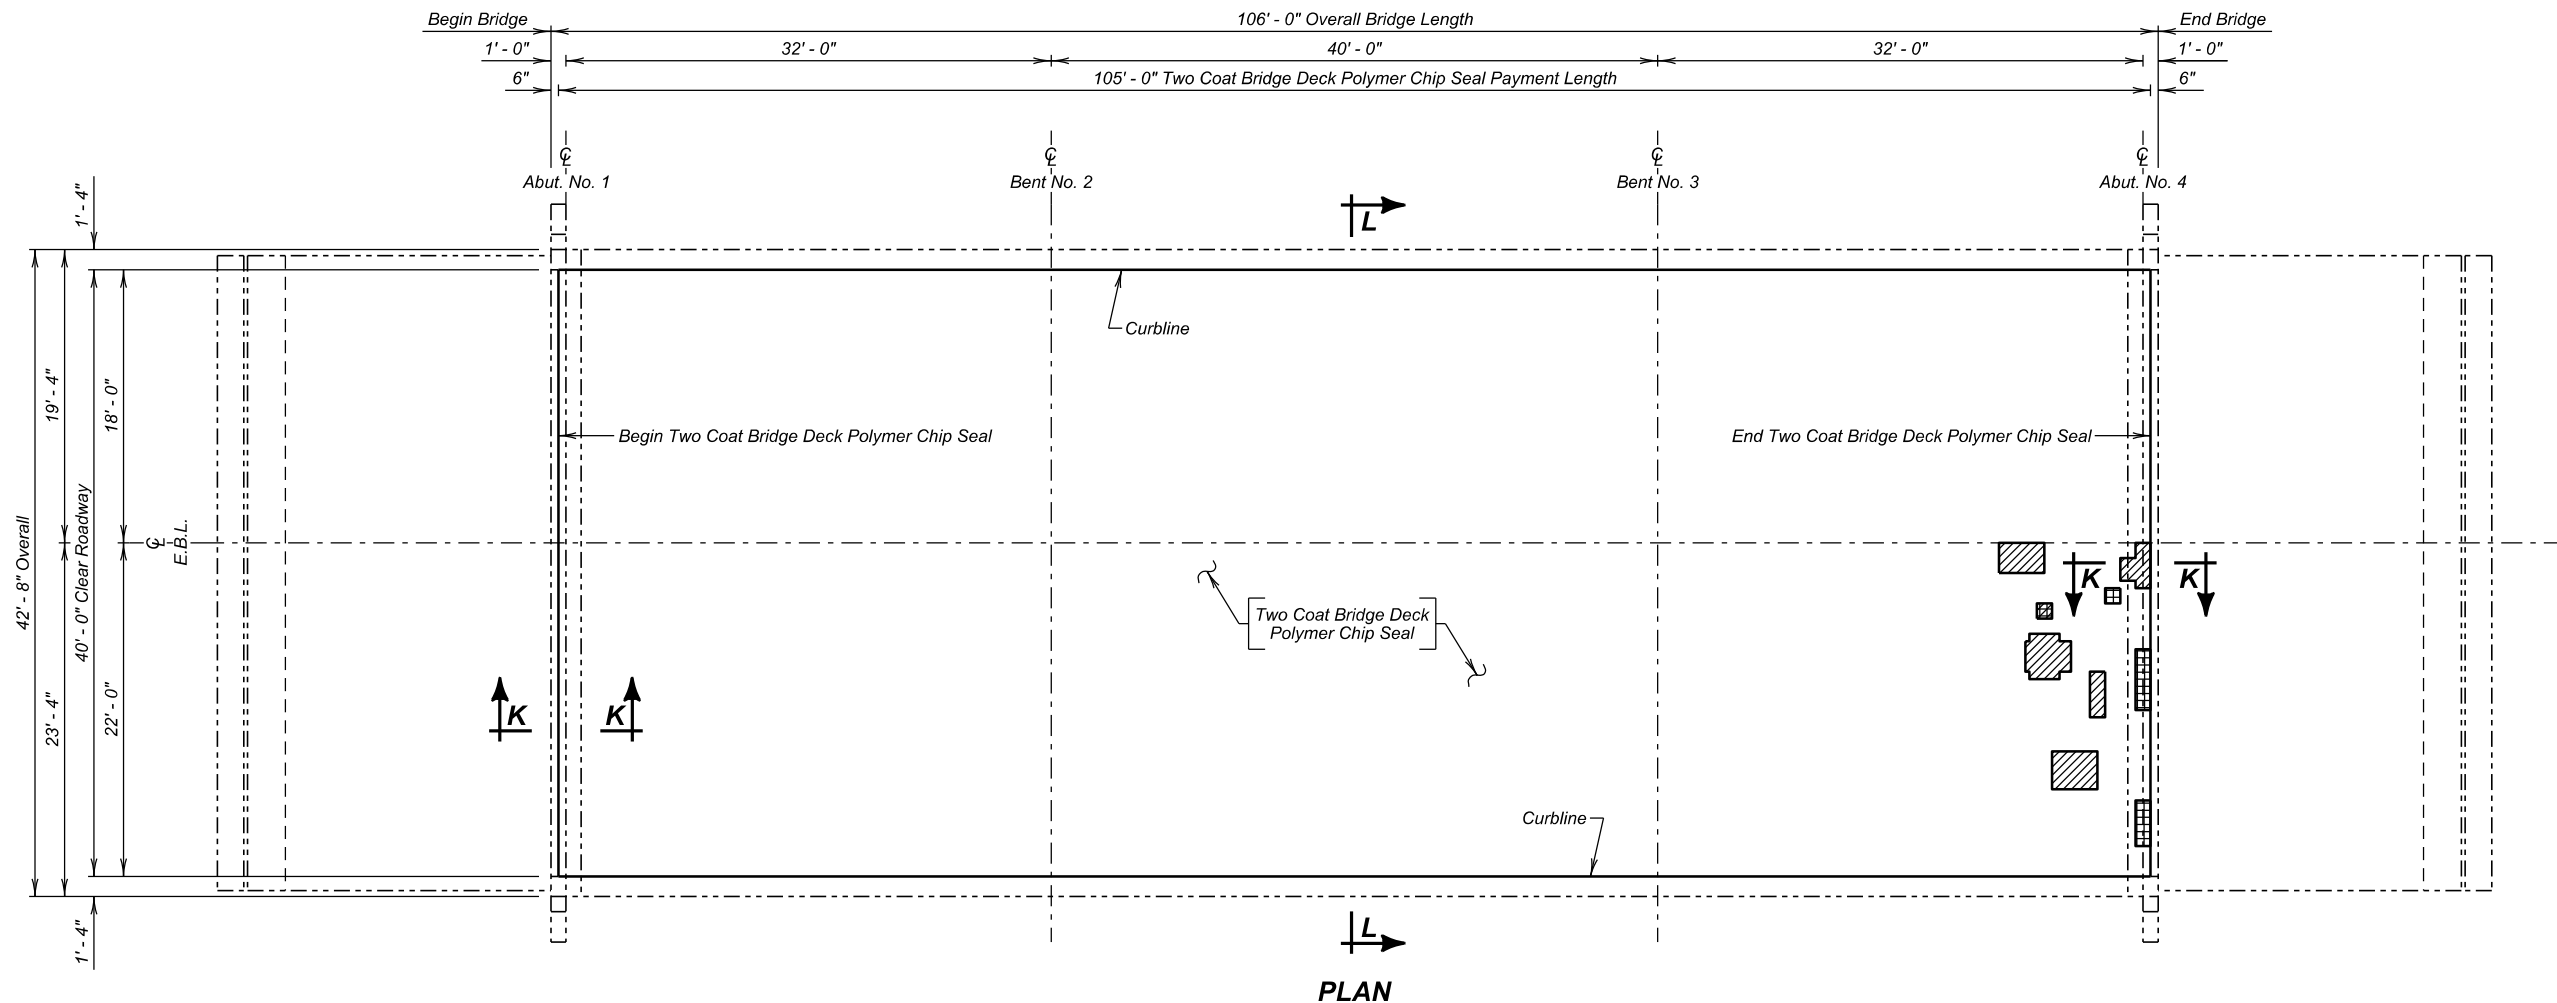 Begin Bridge
106' - 0" Overall Bridge Length
End Bridge
1' - 0"
32' - 0"
40' - 0"
32' - 0"
1' - 0"
6"
105' - 0" Two Coat Bridge Deck Polymer Chip Seal Payment Length
6"
℄
Abut. No. 1
℄
Bent No. 2
℄
Bent No. 3
℄
Abut. No. 4
1' - 4"
L
Curbline
42' - 8" Overall
19' - 4"
40' - 0" Clear Roadway
18' - 0"
Begin Two Coat Bridge Deck Polymer Chip Seal
End Two Coat Bridge Deck Polymer Chip Seal
℄
E.B.L.
K
K
Two Coat Bridge Deck
Polymer Chip Seal
23' - 4"
22' - 0"
K
K
Curbline
1' - 4"
L
PLAN